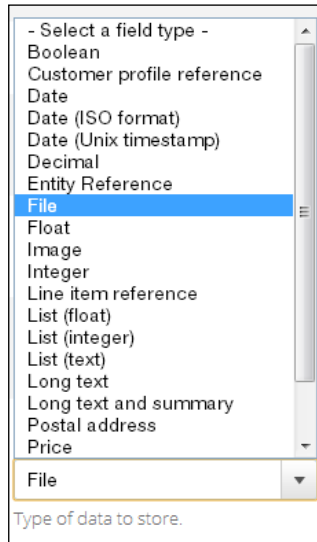 - Select a field type -
Boolean
Customer profile reference
Date
Date (ISO format)
Date (Unix timestamp)
Decimal
Entity Reference
File
Float
Image
Integer
Line item reference
List (float)
List (integer)
List (text)
Long text
Long text and summary
Postal address
Price
File
Type of data to store.